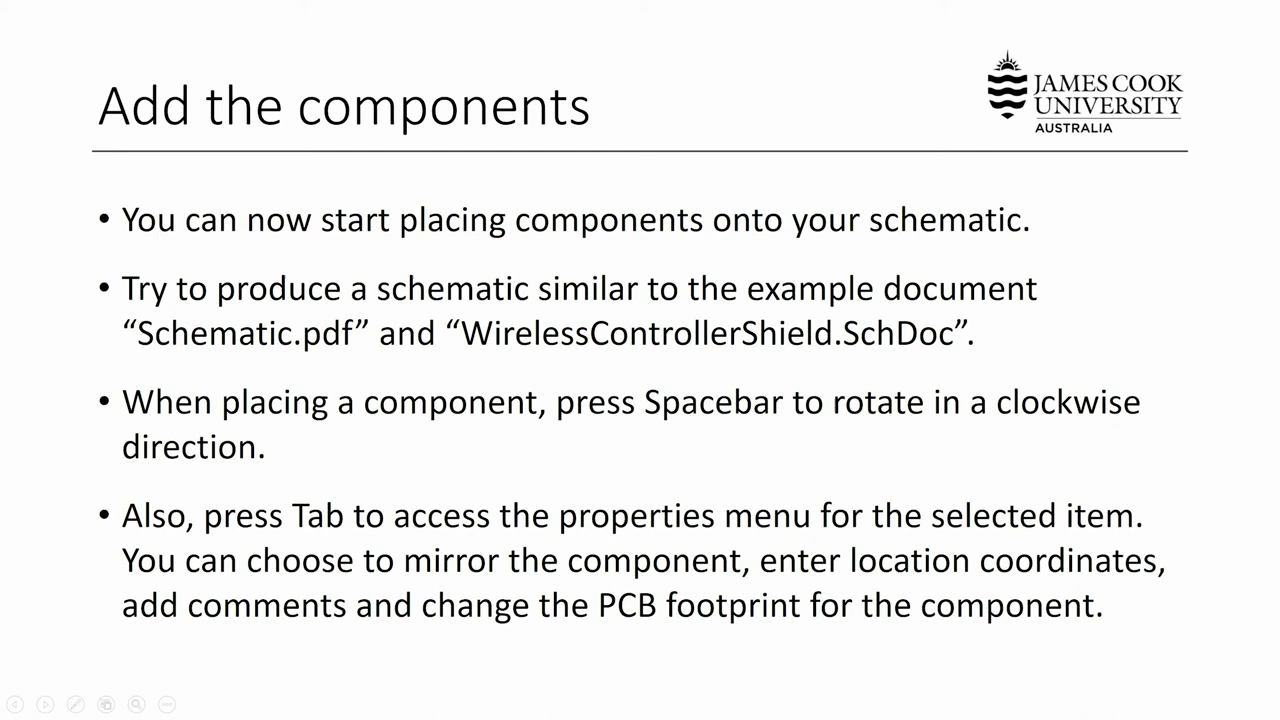 Add the components
JAMES COOK
UNIVERSITY
AUSTRALIA
• You can now start placing components onto your schematic.
• Try to produce a schematic similar to the example document
“Schematic.pdf” and “WirelessControllerShield.SchDoc”.
• When placing a component, press Spacebar to rotate in a clockwise
direction.
• Also, press Tab to access the properties menu for the selected item.
You can choose to mirror the component, enter location coordinates,
add comments and change the PCB footprint for the component.